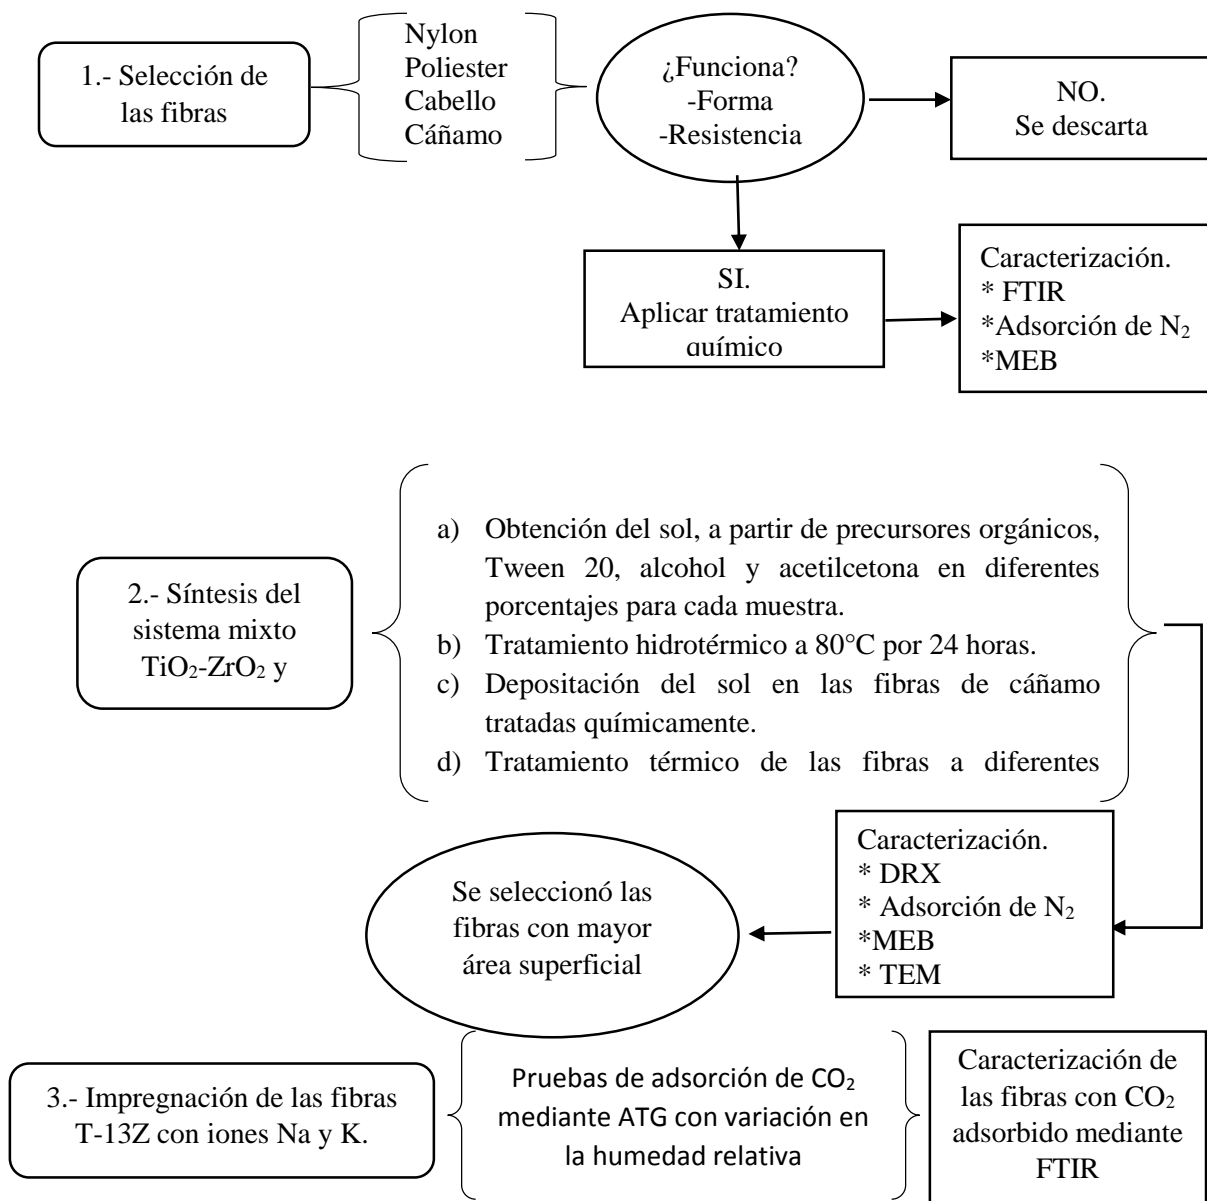 1.- Selección de
las fibras
Nylon
Poliester
Cabello
Cáñamo
¿Funciona?
-Forma
-Resistencia
NO.
Se descarta
SI.
Aplicar tratamiento
químico
Caracterización.
* FTIR
*Adsorción de N₂
*MEB
2.- Síntesis del
sistema mixto
TiO₂-ZrO₂ y
a) Obtención del sol, a partir de precursores orgánicos,
Tween 20, alcohol y acetilcetona en diferentes
porcentajes para cada muestra.
b) Tratamiento hidrotérmico a 80°C por 24 horas.
c) Depositación del sol en las fibras de cáñamo
tratadas químicamente.
d) Tratamiento térmico de las fibras a diferentes
Caracterización.
* DRX
* Adsorción de N₂
*MEB
* TEM
Se seleccionó las
fibras con mayor
área superficial
3.- Impregnación de las fibras
T-13Z con iones Na y K.
Pruebas de adsorción de CO₂
mediante ATG con variación en
la humedad relativa
Caracterización de
las fibras con CO₂
adsorbido mediante
FTIR